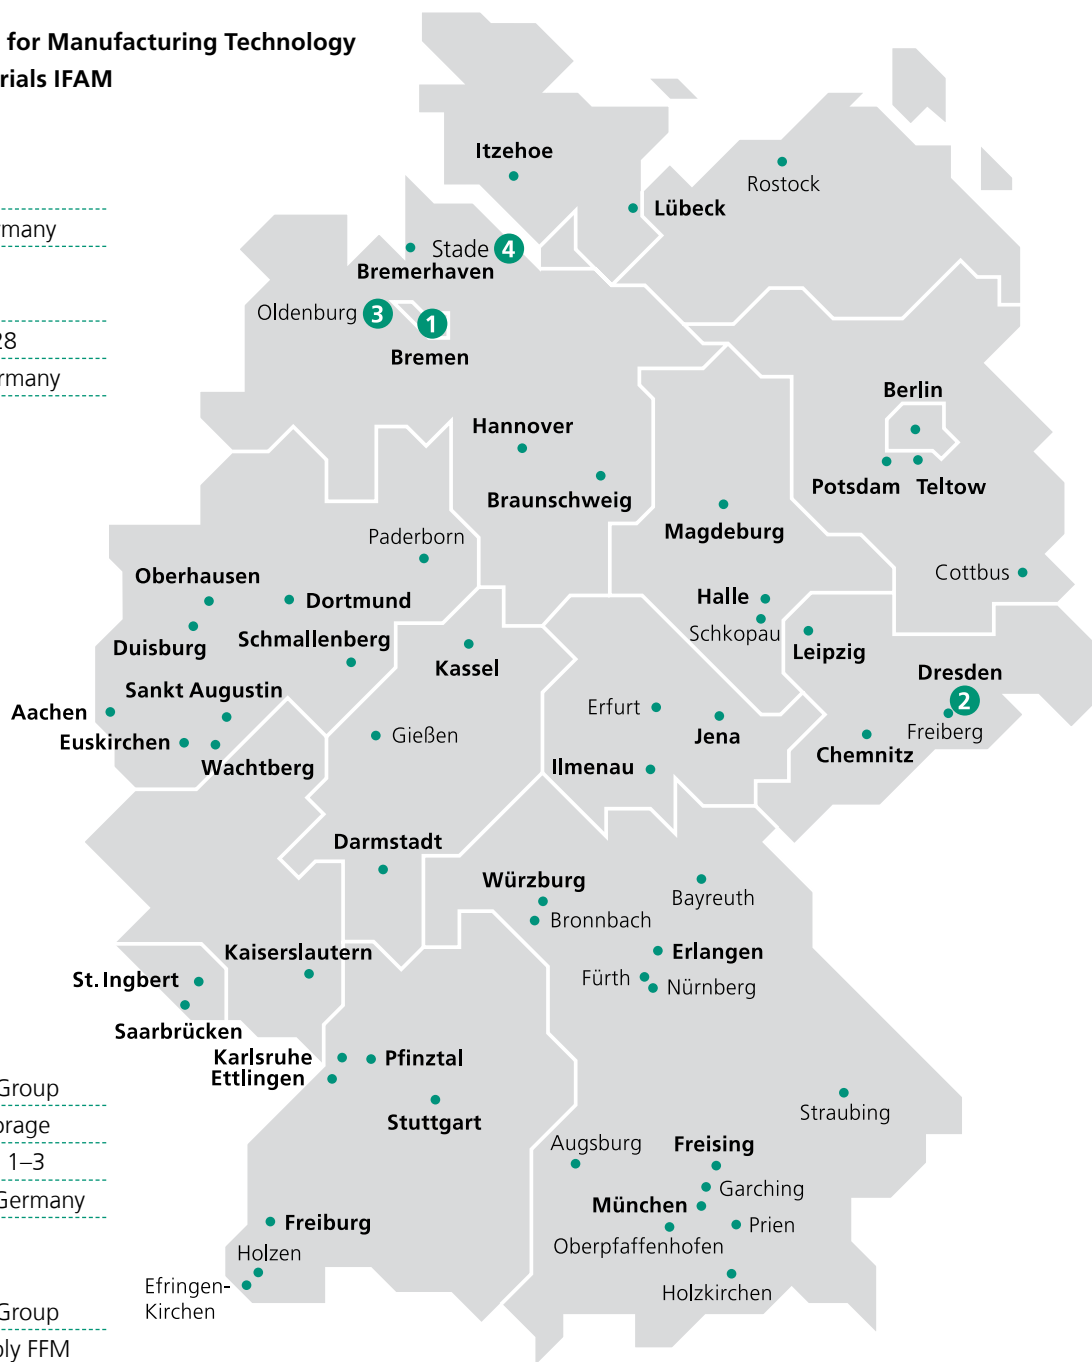 for Manufacturing Technology
rials IFAM
rmany
28
rmany
Group
orage
1–3
Germany
Group
bly FFM
Itzehoe
Rostock
Lübeck
Stade 4
Bremerhaven
Oldenburg 3
1
Bremen
Berlin
Hannover
Potsdam Teltow
Braunschweig
Magdeburg
Paderborn
Cottbus
Oberhausen
Dortmund
Halle
Schkopau
Duisburg
Schmallenberg
Kassel
Leipzig
Dresden
2
Sankt Augustin
Aachen
Erfurt
Freiberg
Euskirchen
Gießen
Jena
Chemnitz
Wachtberg
Ilmenau
Darmstadt
Würzburg
Bayreuth
Bronnbach
Kaiserslautern
Erlangen
St. Ingbert
Fürth
Nürnberg
Saarbrücken
Karlsruhe
Pfinztal
Ettlingen
Stuttgart
Straubing
Augsburg
Freising
Garching
München
Prien
Freiburg
Oberpfaffenhofen
Holzen
Efringen-
Kirchen
Holzkirchen